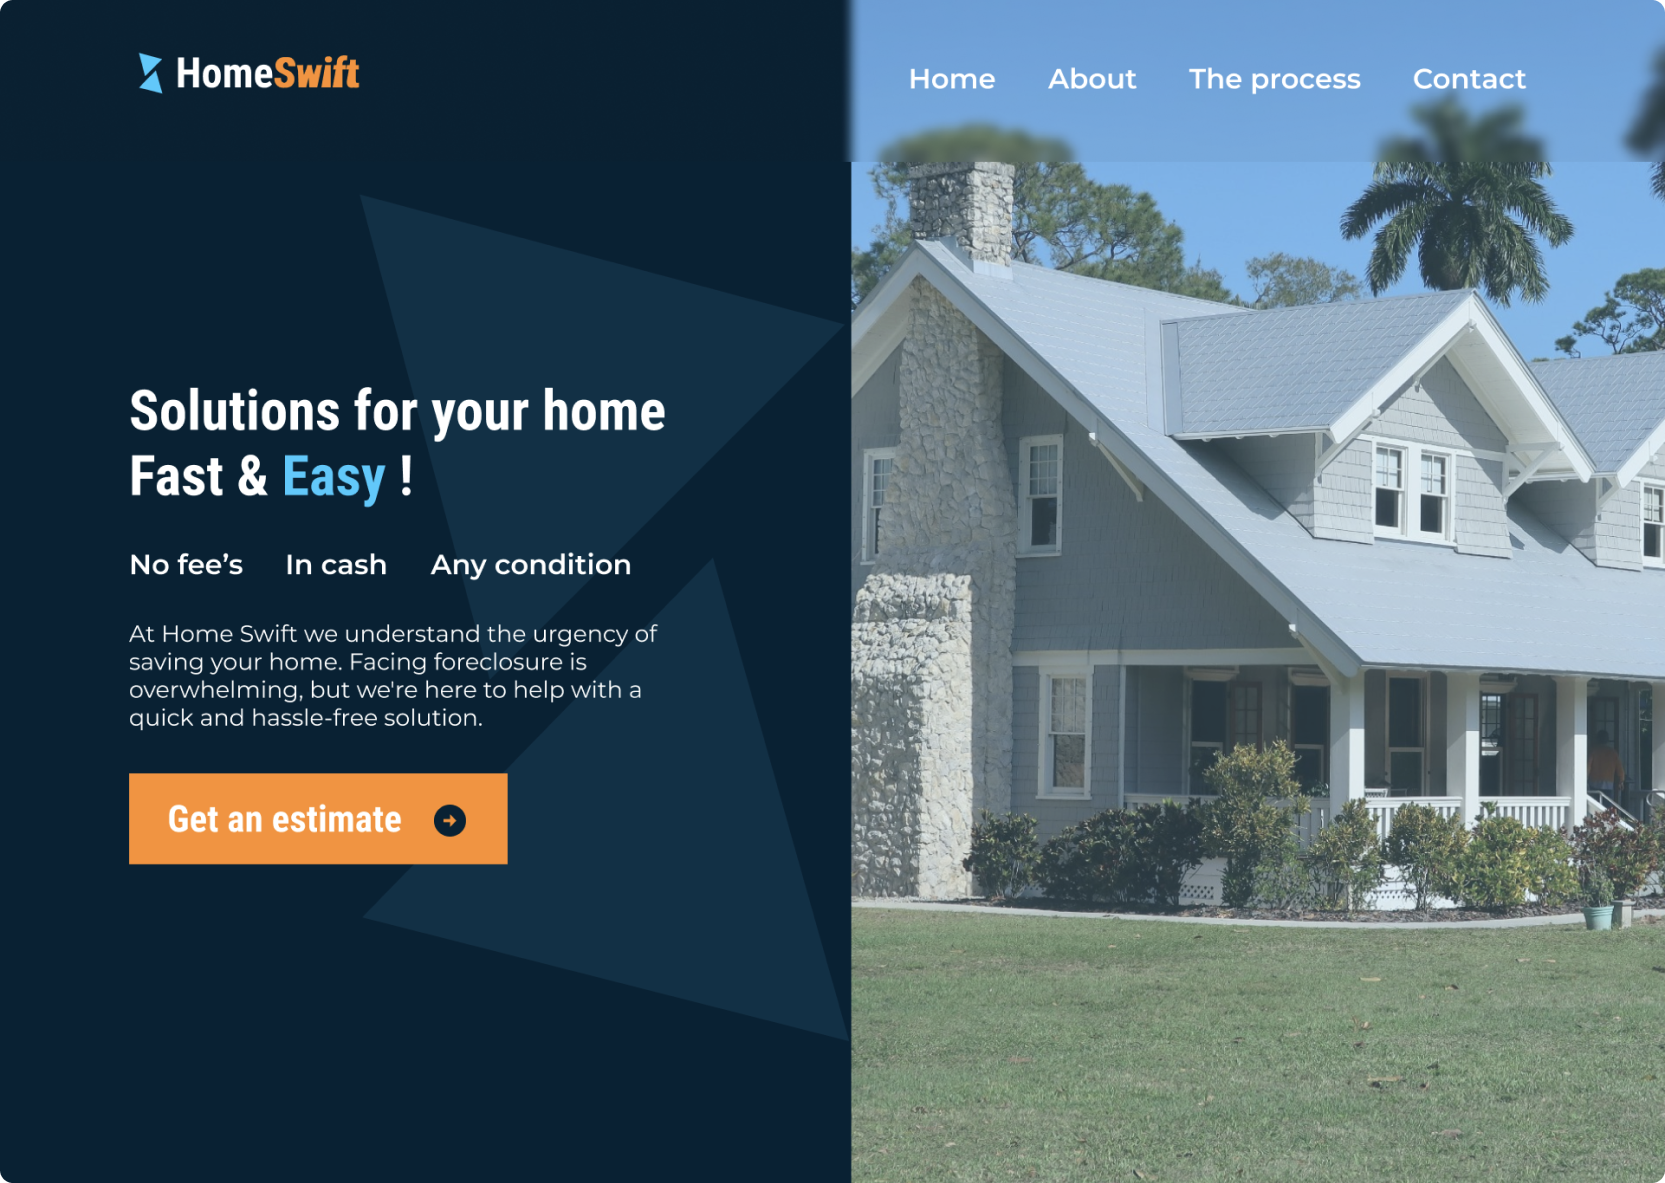 HomeSwift
Home About The process Contact
Solutions for your home
Fast & Easy !
No fee’s In cash Any condition
At Home Swift we understand the urgency of
saving your home. Facing foreclosure is
overwhelming, but we're here to help with a
quick and hassle-free solution.
Get an estimate